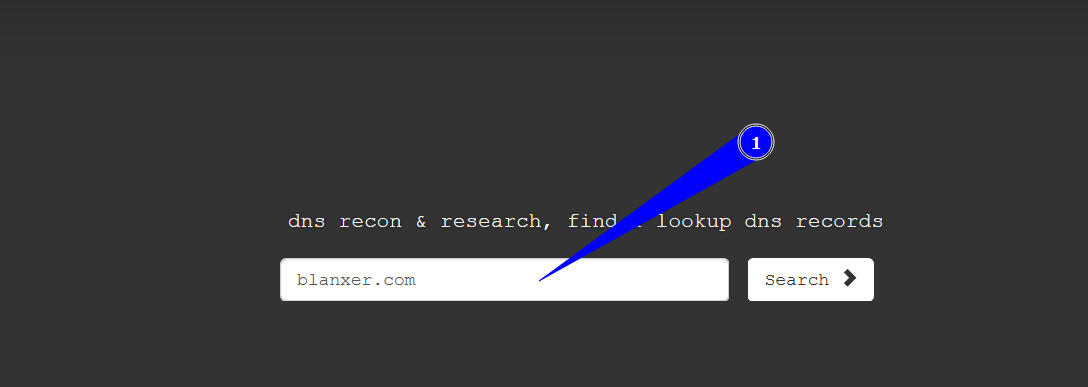 1
dns recon & research, find lookup dns records
blanxer.com
Search